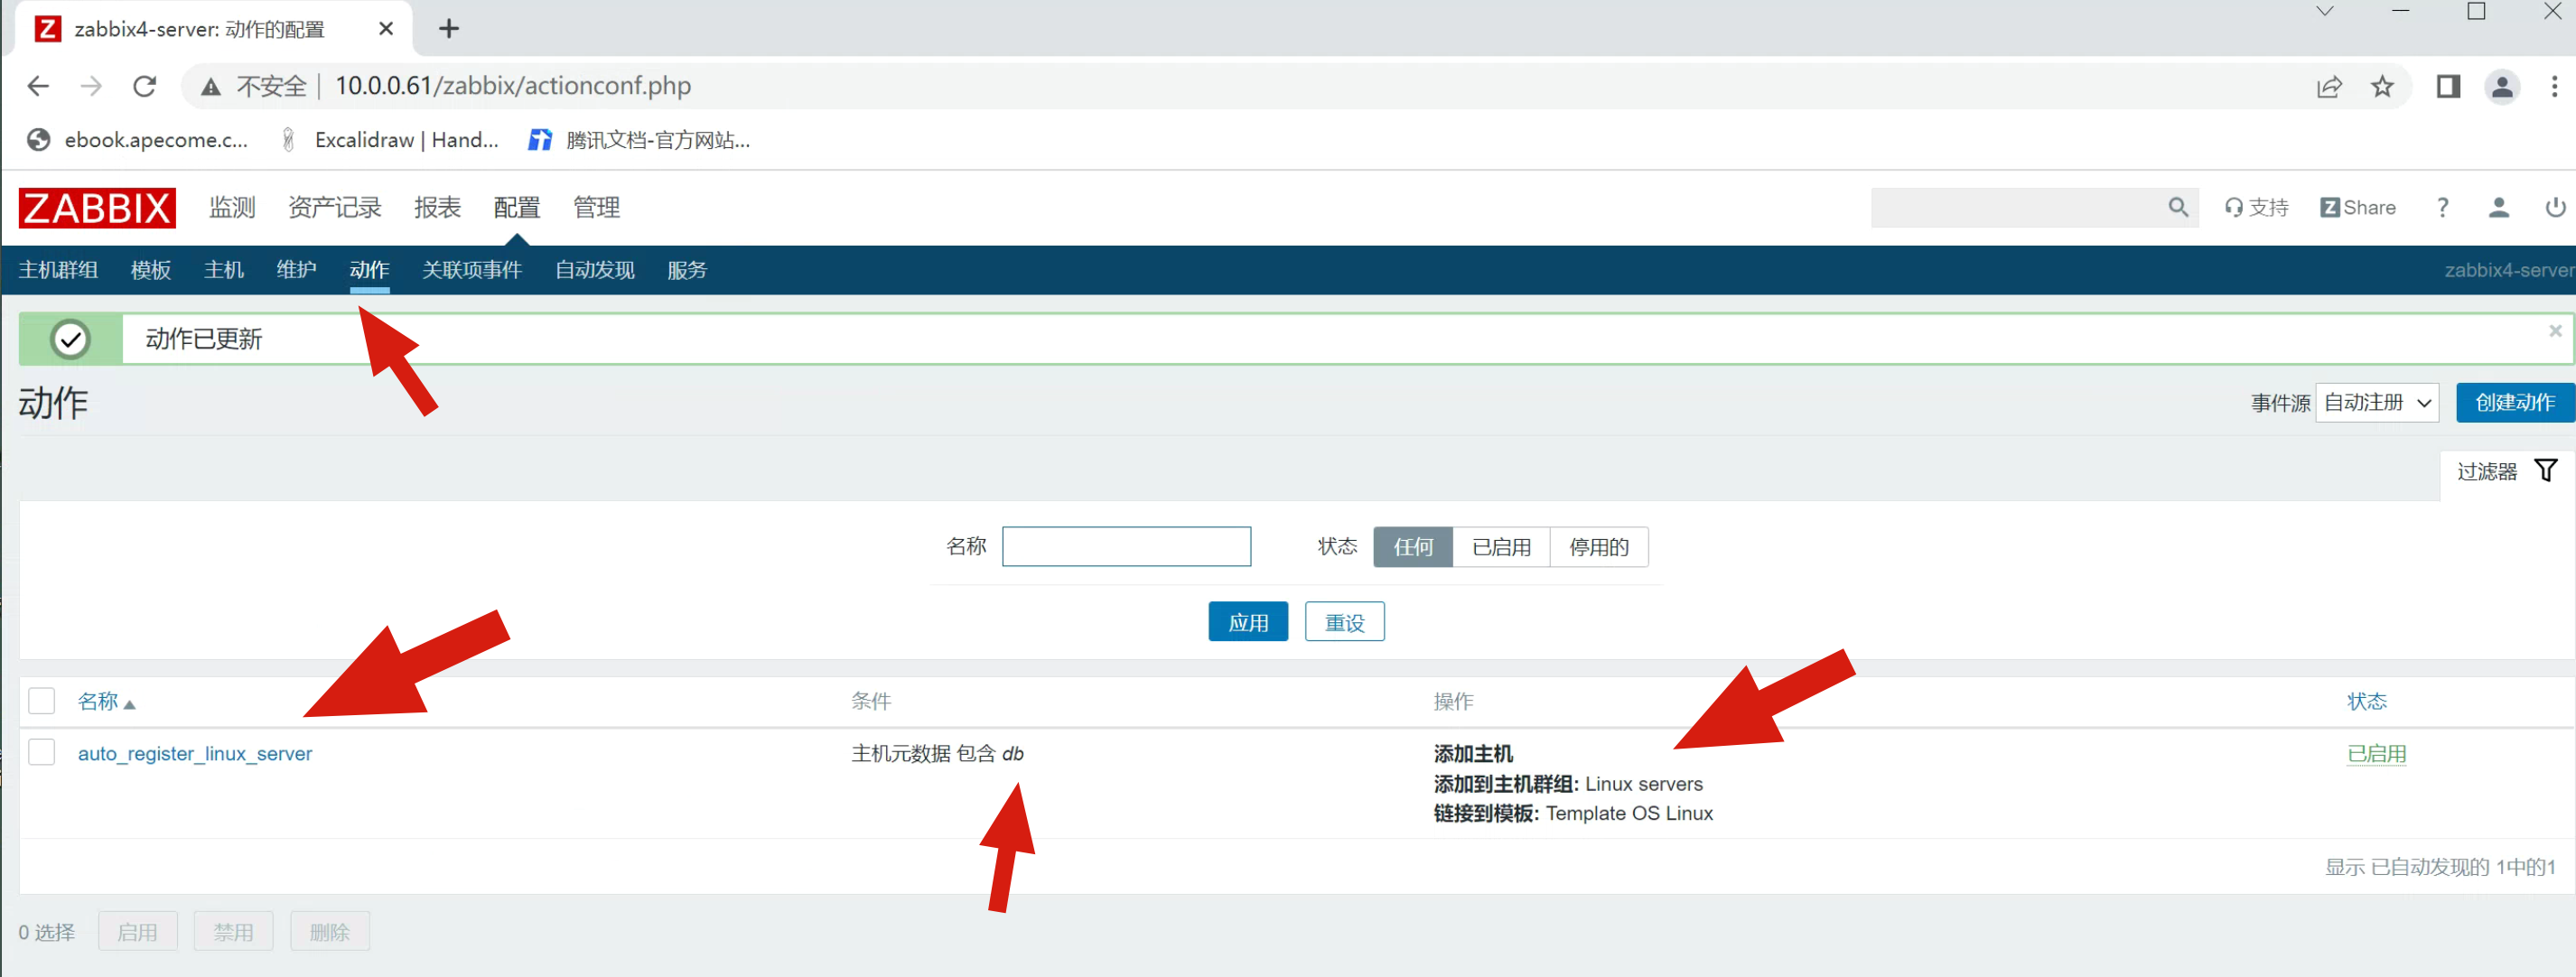 zabbix4-server: 动作的配置
不安全 | 10.0.0.61/zabbix/actionconf.php
ebook.apecome.c... Excalidraw | Hand... 腾讯文档-官方网站...
ZABBIX 监测 资产记录 报表 配置 管理 支持 Z Share ?
主机群组 模板 主机 维护 动作 关联项事件 自动发现 服务 zabbix4-server
动作已更新
动作 事件源 自动注册 创建动作
过滤器
名称 状态 任何 已启用 停用的
应用 重设
名称 条件 操作 状态
auto_register_linux_server 主机元数据 包含 db 添加主机 已启用
添加到主机群组: Linux servers
链接到模板: Template OS Linux
显示 已自动发现的 1中的1
0 选择 启用 禁用 删除